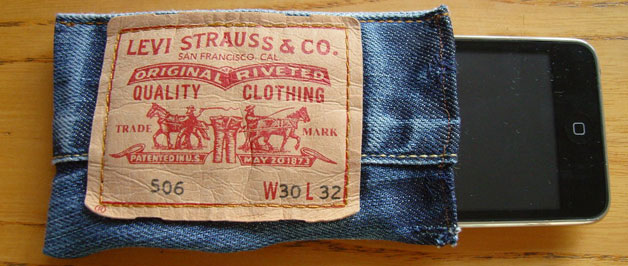 LEVI STRAUSS & CO.
SAN FRANCISCO, CAL
ORIGINAL RIVETED
QUALITY CLOTHING
TRADE MARK
PATENTED IN U.S. MAY 20 1873
506 W30 L 32
®